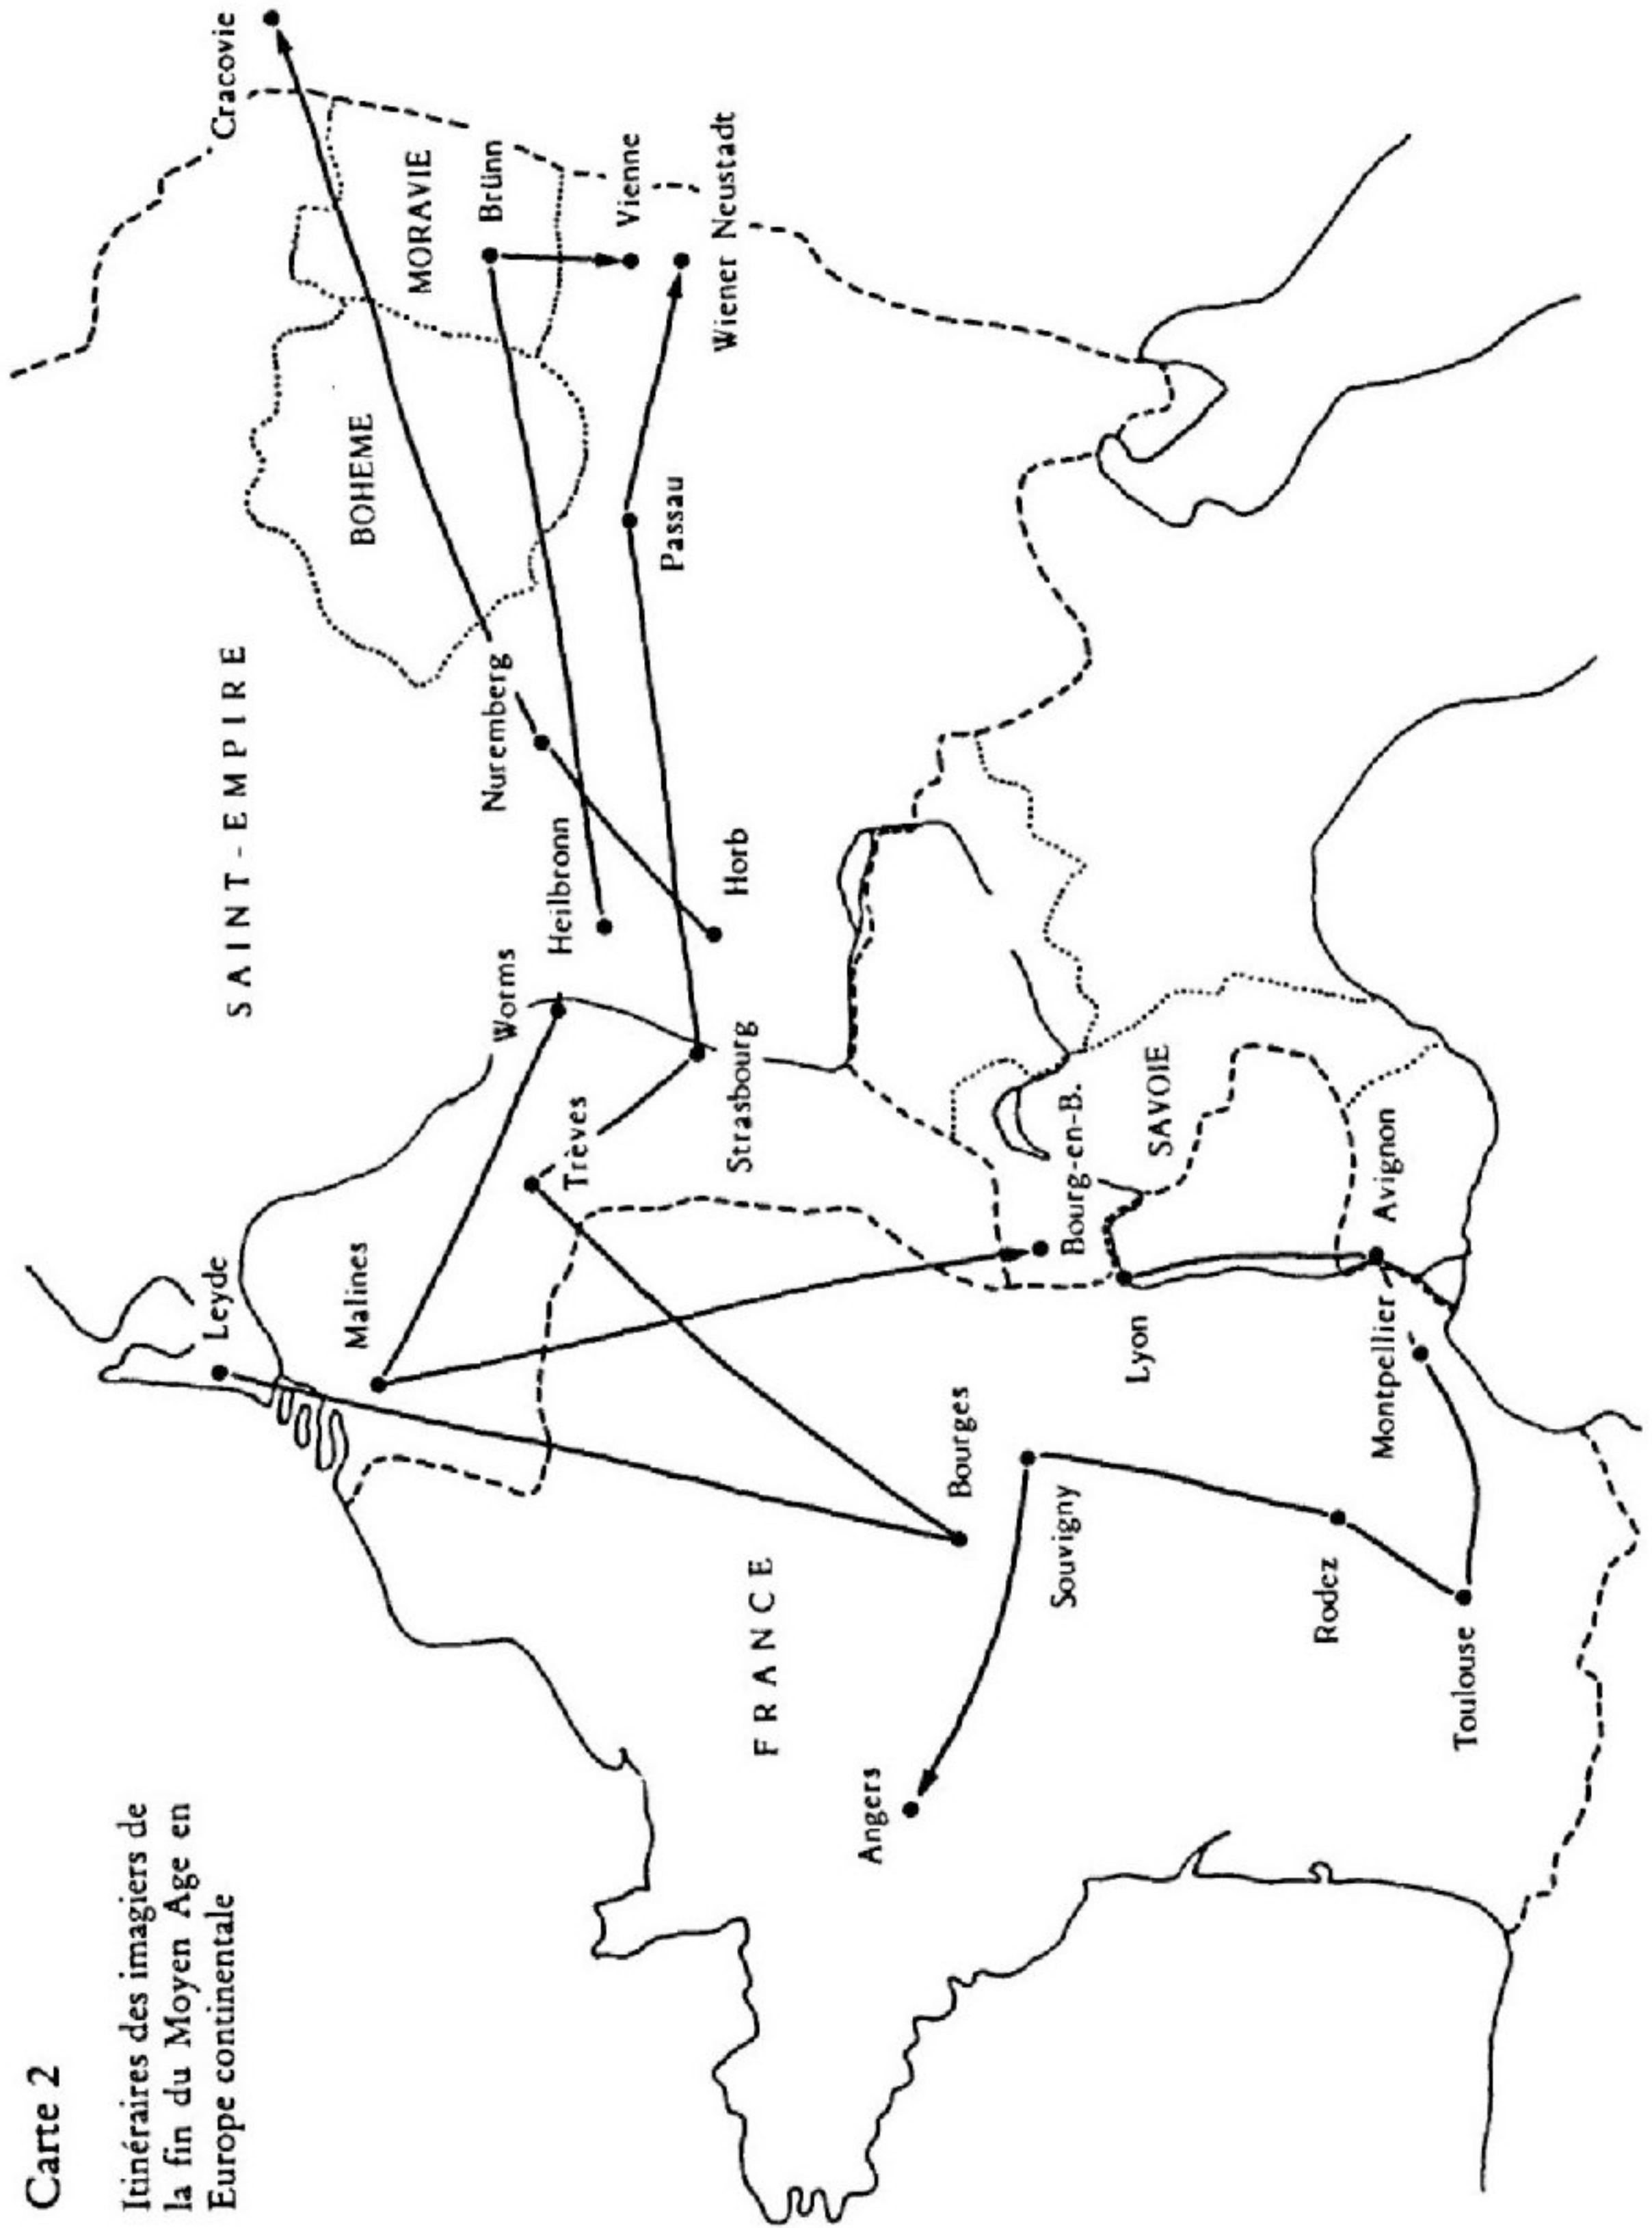 Carte 2
Itinéraires des imagiers de
la fin du Moyen Age en
Europe continentale
SAINT-EMPIRE
Cracovie
Leyde
Malines
BOHEME
MORAVIE
Worms
Nuremberg
Brünn
Trèves
Heilbronn
Vienne
Passau
Strasbourg
Horb
Wiener Neustadt
FRANCE
Angers
Bourges
Souvigny
Bourg-en-B.
Lyon
SAVOIE
Rodez
Montpellier
Avignon
Toulouse